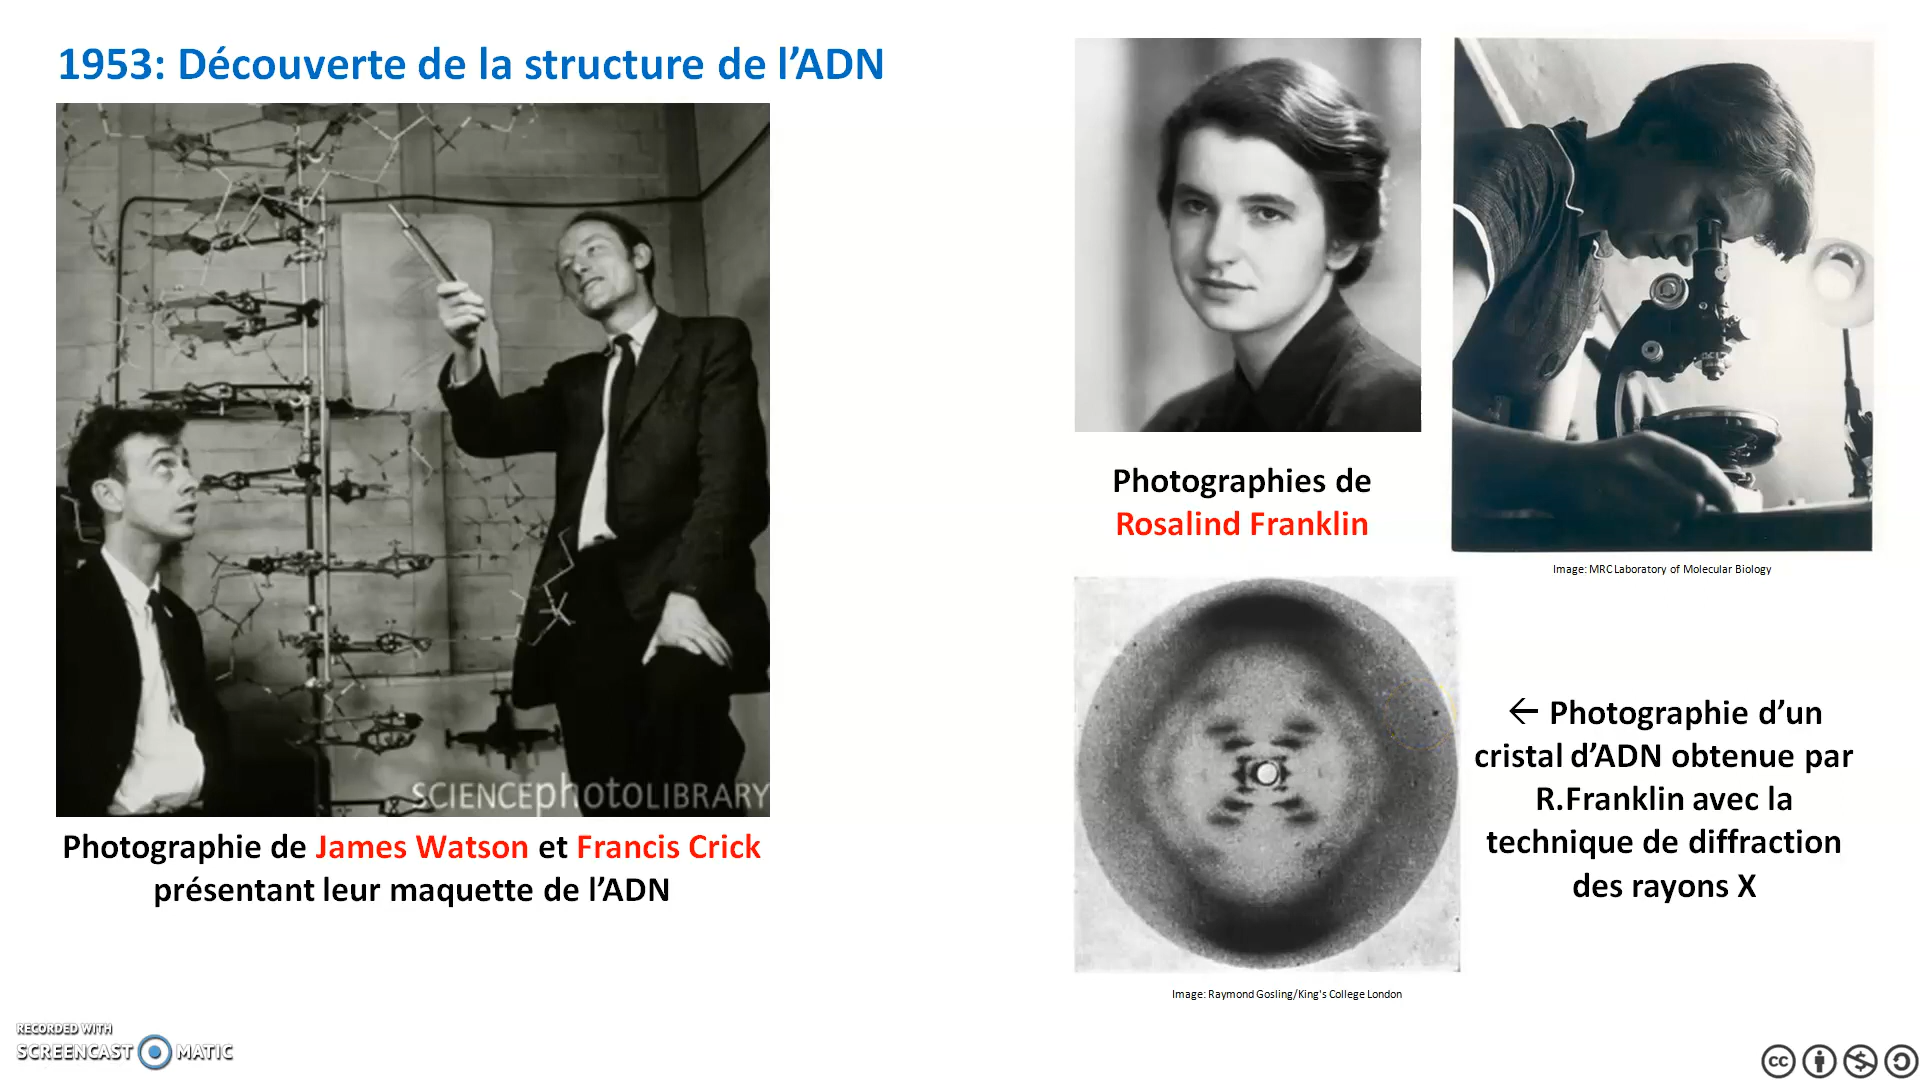 1953: Découverte de la structure de l’ADN
SCIENCEphotoLIBRARY
Photographie de James Watson et Francis Crick
présentant leur maquette de l’ADN
Photographies de
Rosalind Franklin
Image: MRC Laboratory of Molecular Biology
← Photographie d’un
cristal d’ADN obtenue par
R.Franklin avec la
technique de diffraction
des rayons X
Image: Raymond Gosling/King's College London
RECORDED WITH
SCREENCAST MATIC
cc